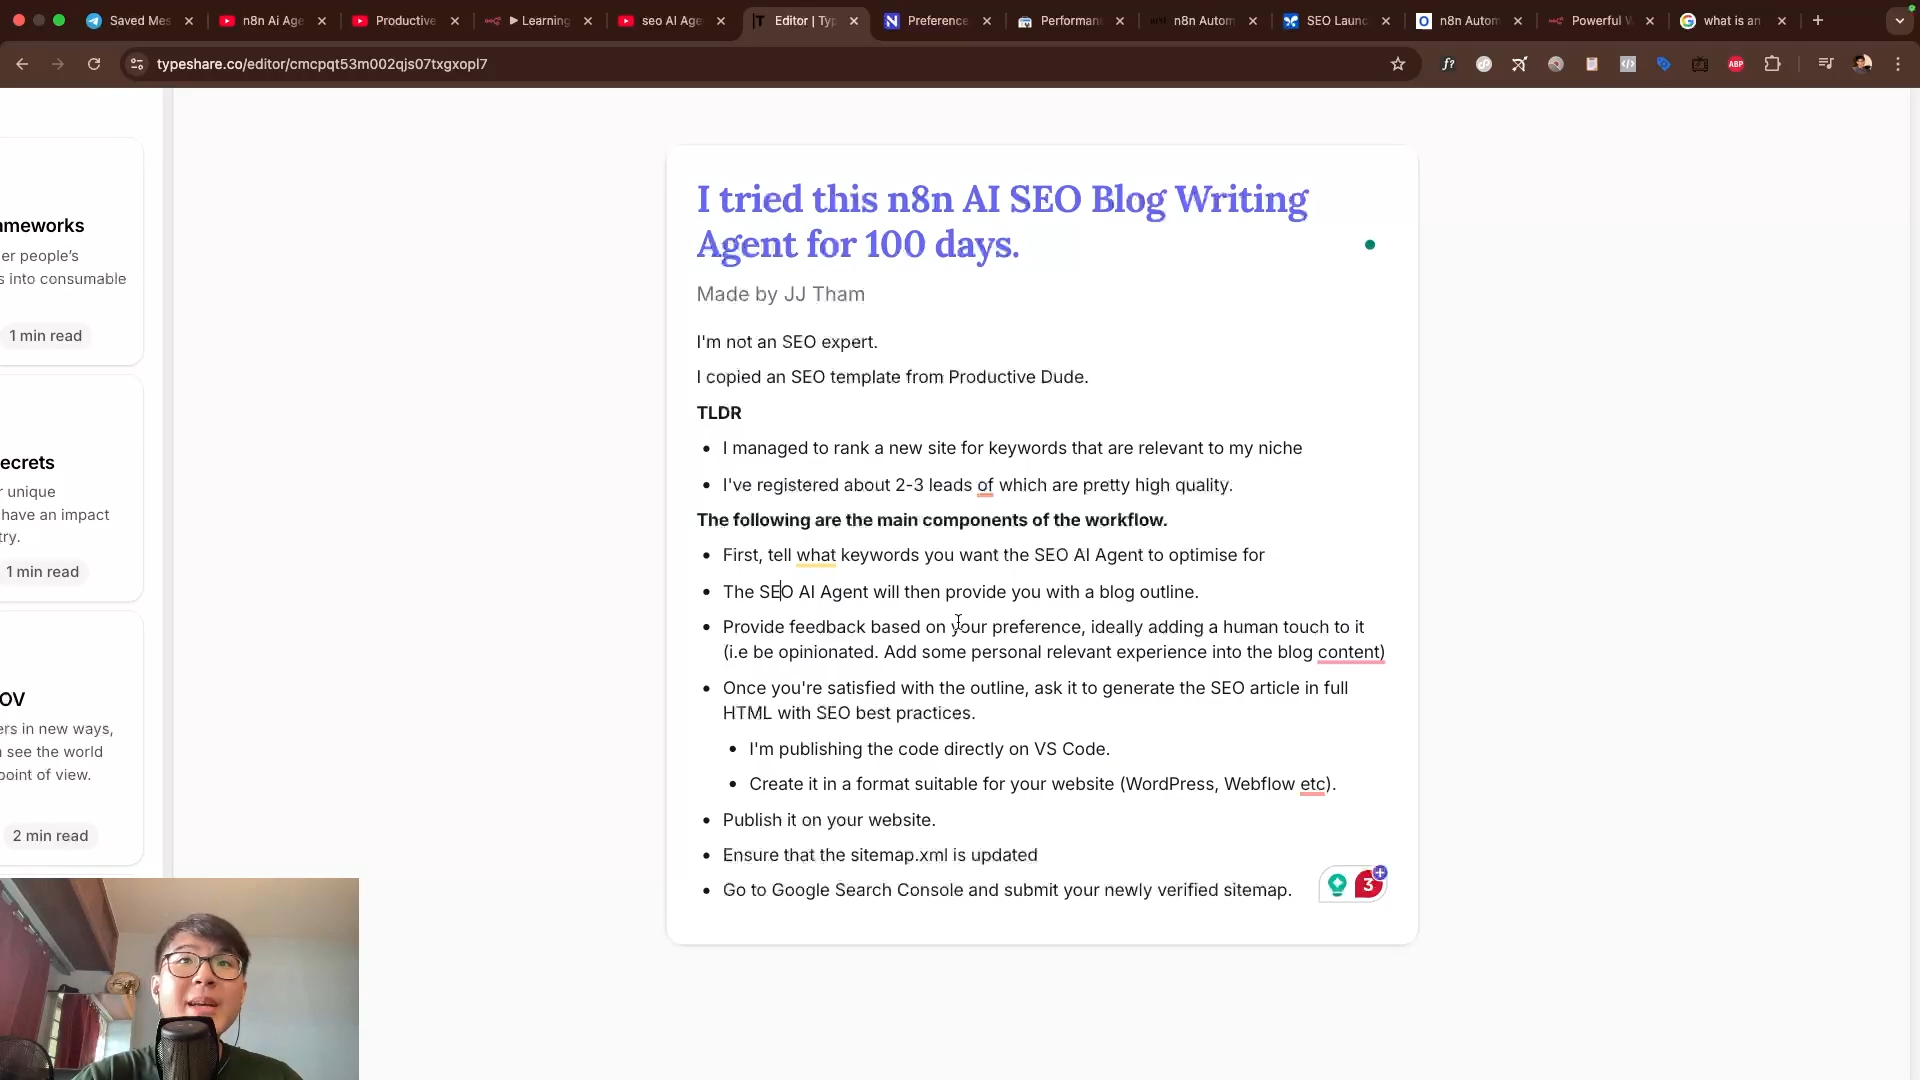 Saved Mes
n8n Ai Age
Productive
Learning
seo AI Age
Editor | Typ
Preference
Performan
n8n Autom
SEO Laun
n8n Autom
Powerful W
what is an
typeshare.co/editor/cmcpqt53m002qjs07txgxopl7
f?
ABP
ameworks
er people's
s into consumable
1 min read
ecrets
r unique
have an impact
try.
1 min read
OV
ers in new ways,
see the world
point of view.
2 min read
I tried this n8n AI SEO Blog Writing
Agent for 100 days.
Made by JJ Tham
I'm not an SEO expert.
I copied an SEO template from Productive Dude.
TLDR
• I managed to rank a new site for keywords that are relevant to my niche
• I've registered about 2-3 leads of which are pretty high quality.
The following are the main components of the workflow.
• First, tell what keywords you want the SEO AI Agent to optimise for
• The SEO AI Agent will then provide you with a blog outline.
• Provide feedback based on your preference, ideally adding a human touch to it
(i.e be opinionated. Add some personal relevant experience into the blog content)
• Once you're satisfied with the outline, ask it to generate the SEO article in full
HTML with SEO best practices.
• I'm publishing the code directly on VS Code.
• Create it in a format suitable for your website (WordPress, Webflow etc).
• Publish it on your website.
• Ensure that the sitemap.xml is updated
• Go to Google Search Console and submit your newly verified sitemap.
3